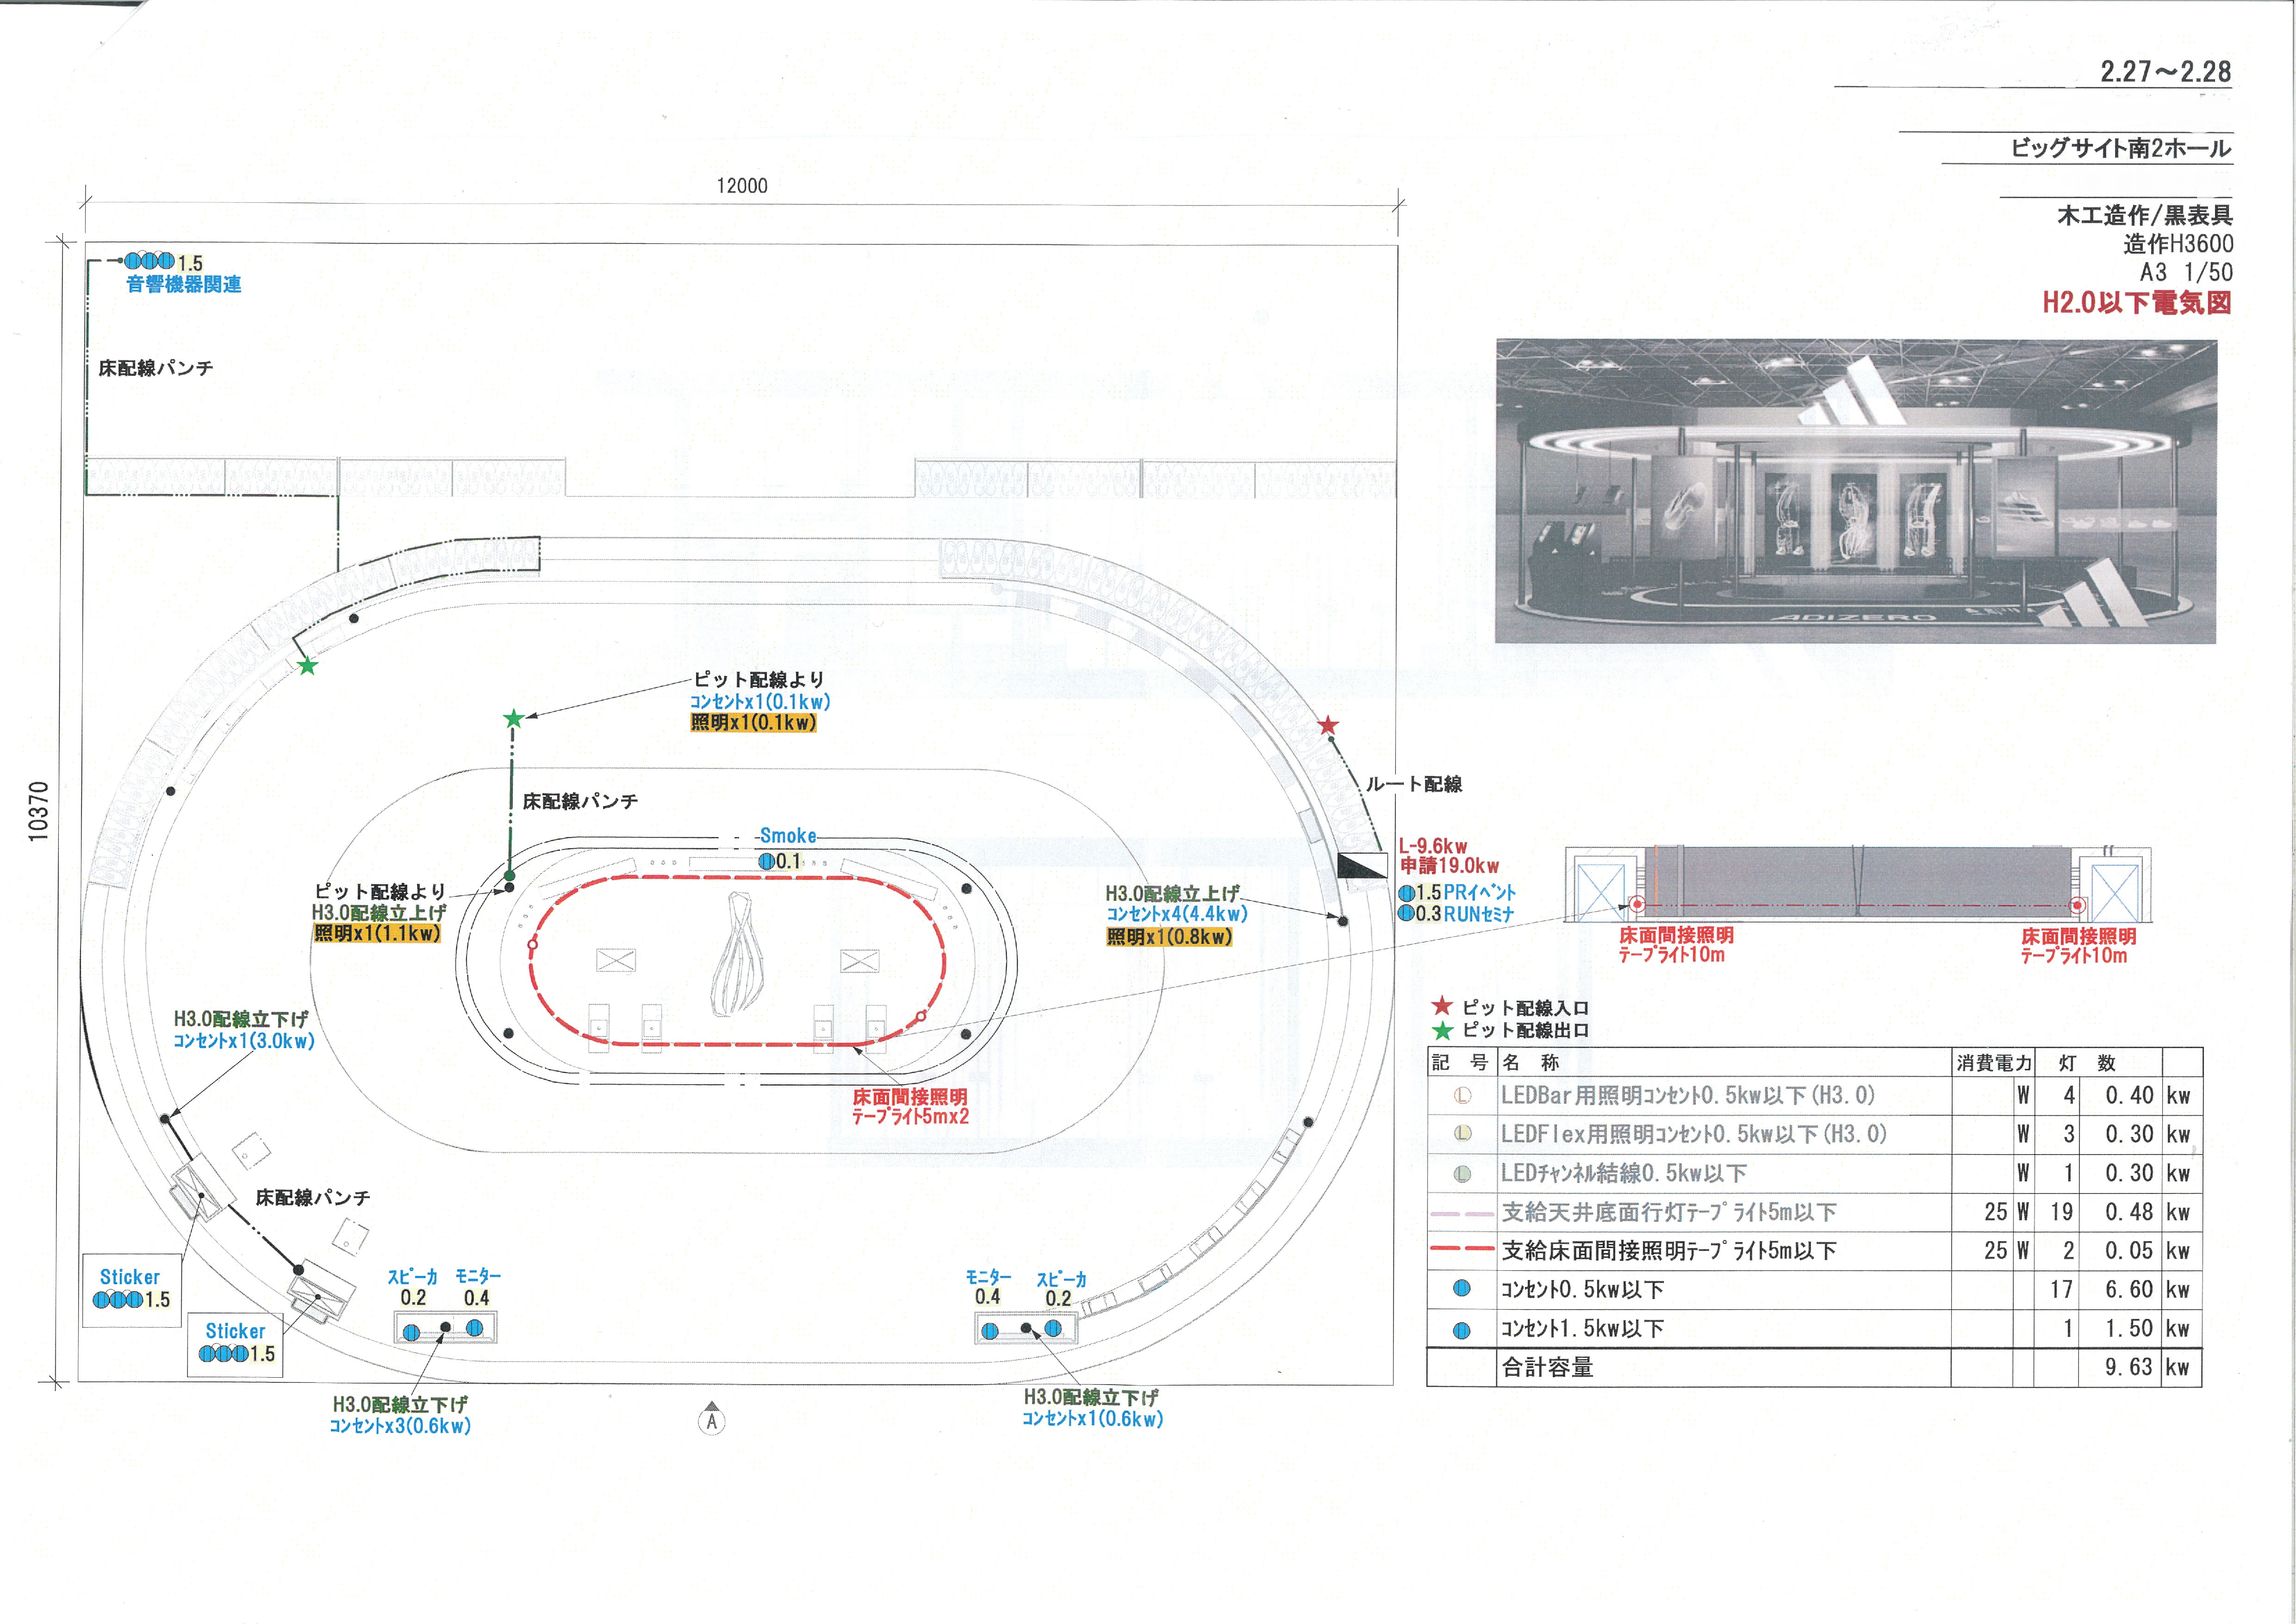 2.27～2.28
ビッグサイト南2ホール
木工造作/黒表具
造作H3600
A3 1/50
H2.0以下電気図
12000
10370
1.5
音響機器関連
床配線パンチ
ADIZERO
ピット配線より
コンセントx1(0.1kw)
照明x1(0.1kw)
床配線パンチ
ルート配線
Smoke
0.1
L-9.6kw
申請19.0kw
1.5 PRイベント
0.3 RUNセミナ
ピット配線より
H3.0配線立上げ
照明x1(1.1kw)
H3.0配線立上げ
コンセントx4(4.4kw)
照明x1(0.8kw)
床面間接照明
テープライト10m
床面間接照明
テープライト10m
H3.0配線立下げ
コンセントx1(3.0kw)
床面間接照明
テープライト5mx2
床配線パンチ
Sticker
1.5
Sticker
1.5
スピーカ モニター
0.2 0.4
モニター スピーカ
0.4 0.2
H3.0配線立下げ
コンセントx3(0.6kw)
A
H3.0配線立下げ
コンセントx1(0.6kw)
★ ピット配線入口
★ ピット配線出口
記 号 名 称 消費電力 灯 数
L LEDBar用照明コンセント0.5kw以下(H3.0) W 4 0.40 kw
L LEDFlex用照明コンセント0.5kw以下(H3.0) W 3 0.30 kw
L LEDチャンネル結線0.5kw以下 W 1 0.30 kw
支給天井底面行灯テープライト5m以下 25 W 19 0.48 kw
支給床面間接照明テープライト5m以下 25 W 2 0.05 kw
コンセント0.5kw以下 17 6.60 kw
コンセント1.5kw以下 1 1.50 kw
合計容量 9.63 kw